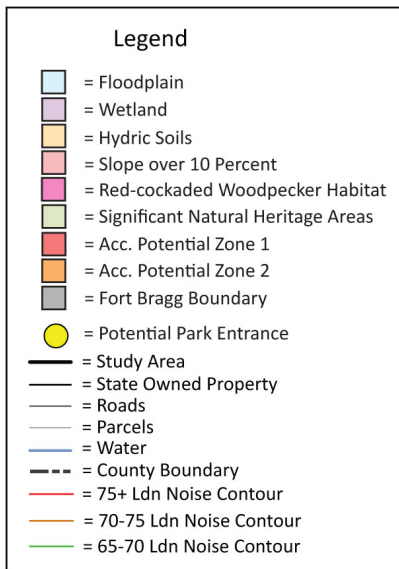 Legend
= Floodplain
= Wetland
= Hydric Soils
= Slope over 10 Percent
= Red-cockaded Woodpecker Habitat
= Significant Natural Heritage Areas
= Acc. Potential Zone 1
= Acc. Potential Zone 2
= Fort Bragg Boundary
= Potential Park Entrance
= Study Area
= State Owned Property
= Roads
= Parcels
= Water
= County Boundary
= 75+ Ldn Noise Contour
= 70-75 Ldn Noise Contour
= 65-70 Ldn Noise Contour